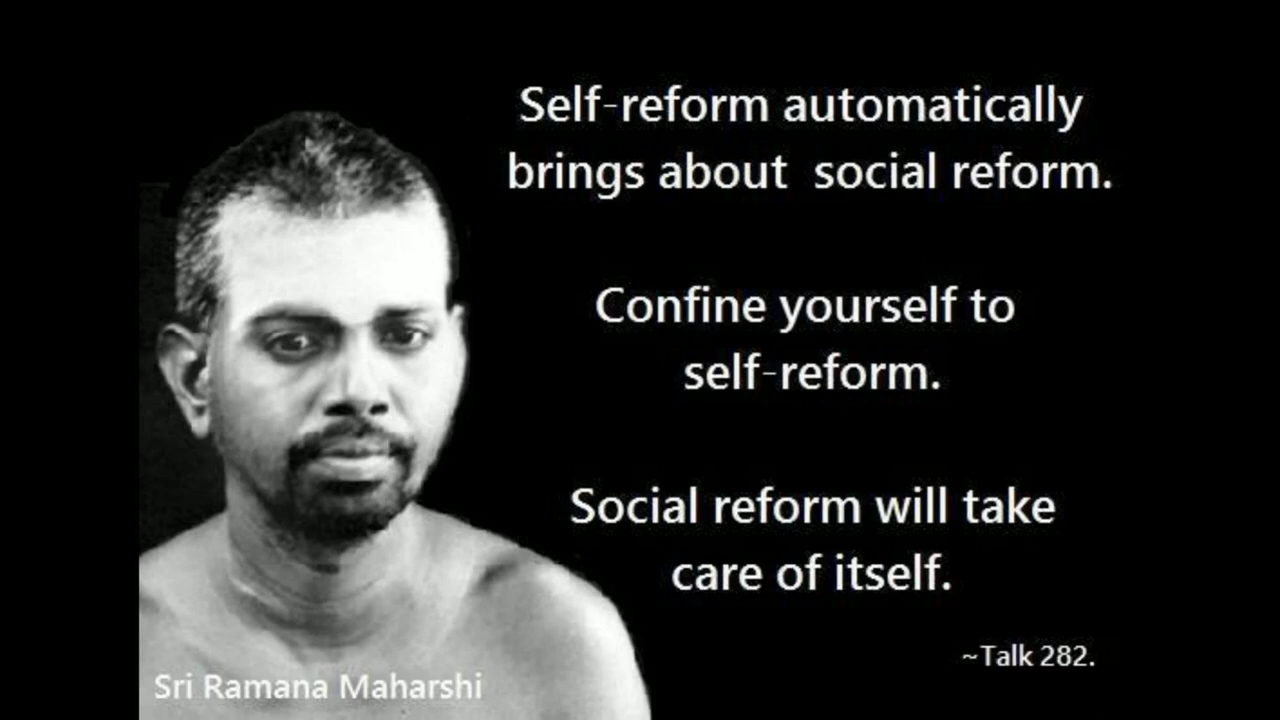 Self-reform automatically
brings about social reform.
Confine yourself to
self-reform.
Social reform will take
care of itself.
~Talk 282.
Sri Ramana Maharshi